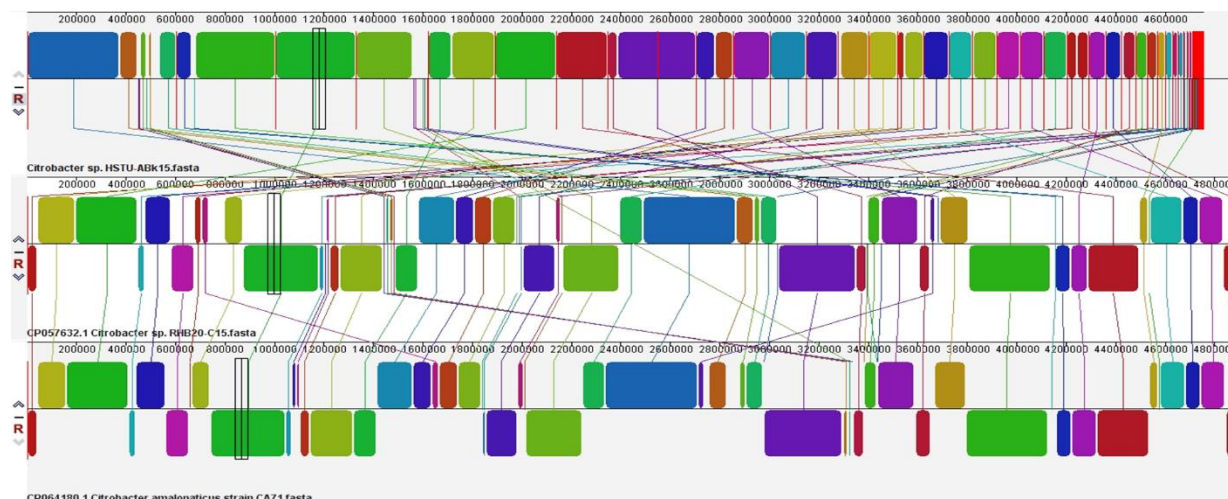 200000 400000 600000 800000 1000000 1200000 1400000 1600000 1800000 2000000 2200000 2400000 2600000 2800000 3000000 3200000 3400000 3600000 3800000 4000000 4200000 4400000 4600000
R
Citrobacter sp. HSTU-ABk15.fasta
200000 400000 600000 800000 1000000 1200000 1400000 1600000 1800000 2000000 2200000 2400000 2600000 2800000 3000000 3200000 3400000 3600000 3800000 4000000 4200000 4400000 4600000 4800000
R
CP057632.1 Citrobacter sp. RHB20-C15.fasta
200000 400000 600000 800000 1000000 1200000 1400000 1600000 1800000 2000000 2200000 2400000 2600000 2800000 3000000 3200000 3400000 3600000 3800000 4000000 4200000 4400000 4600000 4800000
R
CP064180.1 Citrobacter amalonaticus strain CA71.fasta